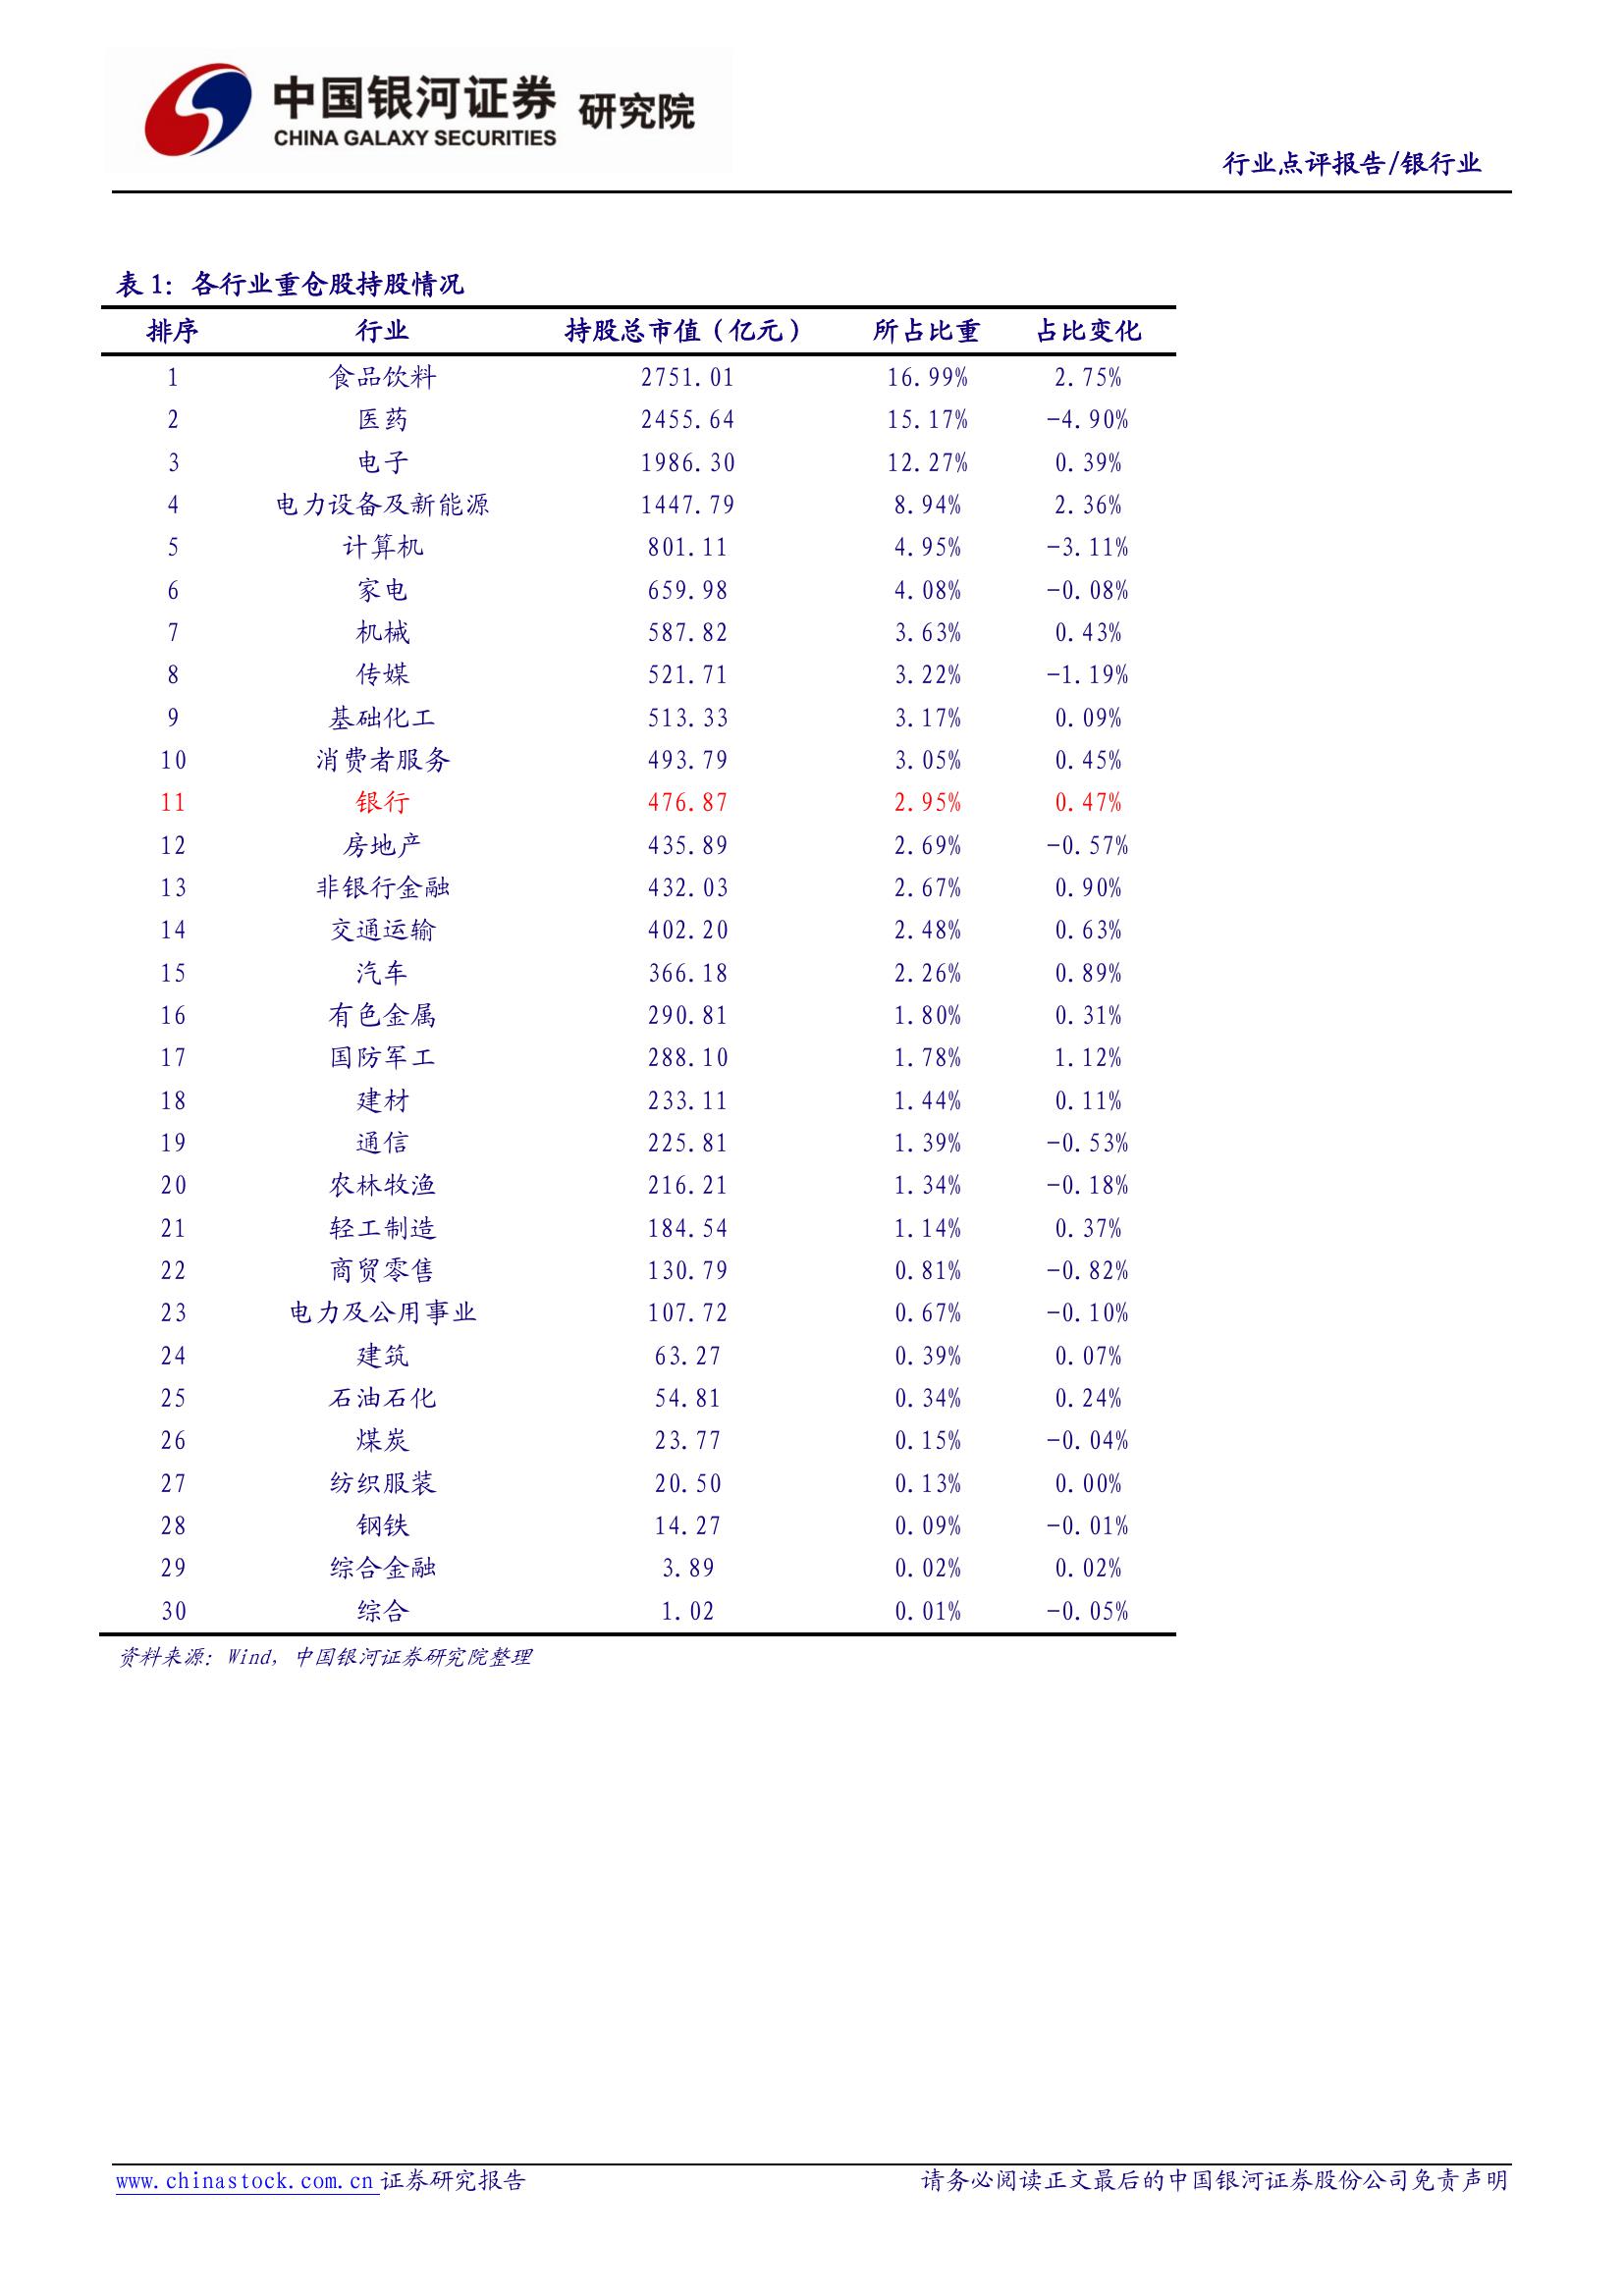 中国银河证券 研究院
CHINA GALAXY SECURITIES
行业点评报告/银行业
表 1：各行业重仓股持股情况
排序 行业 持股总市值（亿元） 所占比重 占比变化
1 食品饮料 2751.01 16.99% 2.75%
2 医药 2455.64 15.17% -4.90%
3 电子 1986.30 12.27% 0.39%
4 电力设备及新能源 1447.79 8.94% 2.36%
5 计算机 801.11 4.95% -3.11%
6 家电 659.98 4.08% -0.08%
7 机械 587.82 3.63% 0.43%
8 传媒 521.71 3.22% -1.19%
9 基础化工 513.33 3.17% 0.09%
10 消费者服务 493.79 3.05% 0.45%
11 银行 476.87 2.95% 0.47%
12 房地产 435.89 2.69% -0.57%
13 非银行金融 432.03 2.67% 0.90%
14 交通运输 402.20 2.48% 0.63%
15 汽车 366.18 2.26% 0.89%
16 有色金属 290.81 1.80% 0.31%
17 国防军工 288.10 1.78% 1.12%
18 建材 233.11 1.44% 0.11%
19 通信 225.81 1.39% -0.53%
20 农林牧渔 216.21 1.34% -0.18%
21 轻工制造 184.54 1.14% 0.37%
22 商贸零售 130.79 0.81% -0.82%
23 电力及公用事业 107.72 0.67% -0.10%
24 建筑 63.27 0.39% 0.07%
25 石油石化 54.81 0.34% 0.24%
26 煤炭 23.77 0.15% -0.04%
27 纺织服装 20.50 0.13% 0.00%
28 钢铁 14.27 0.09% -0.01%
29 综合金融 3.89 0.02% 0.02%
30 综合 1.02 0.01% -0.05%
资料来源：Wind，中国银河证券研究院整理
www.chinastock.com.cn 证券研究报告 请务必阅读正文最后的中国银河证券股份公司免责声明